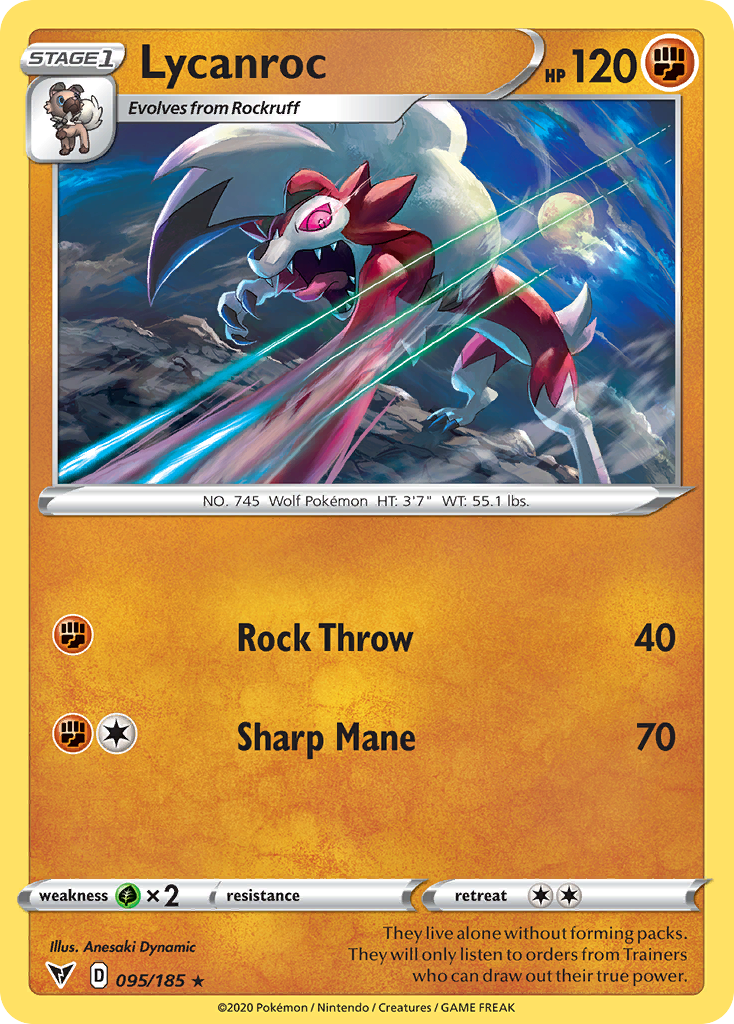 STAGE1
Lycanroc
HP 120
Evolves from Rockruff
NO. 745 Wolf Pokémon HT: 3'7" WT: 55.1 lbs.
Rock Throw 40
Sharp Mane 70
weakness ×2 resistance retreat
Illus. Anesaki Dynamic
They live alone without forming packs.
They will only listen to orders from Trainers
who can draw out their true power.
D 095/185 ★
©2020 Pokémon / Nintendo / Creatures / GAME FREAK